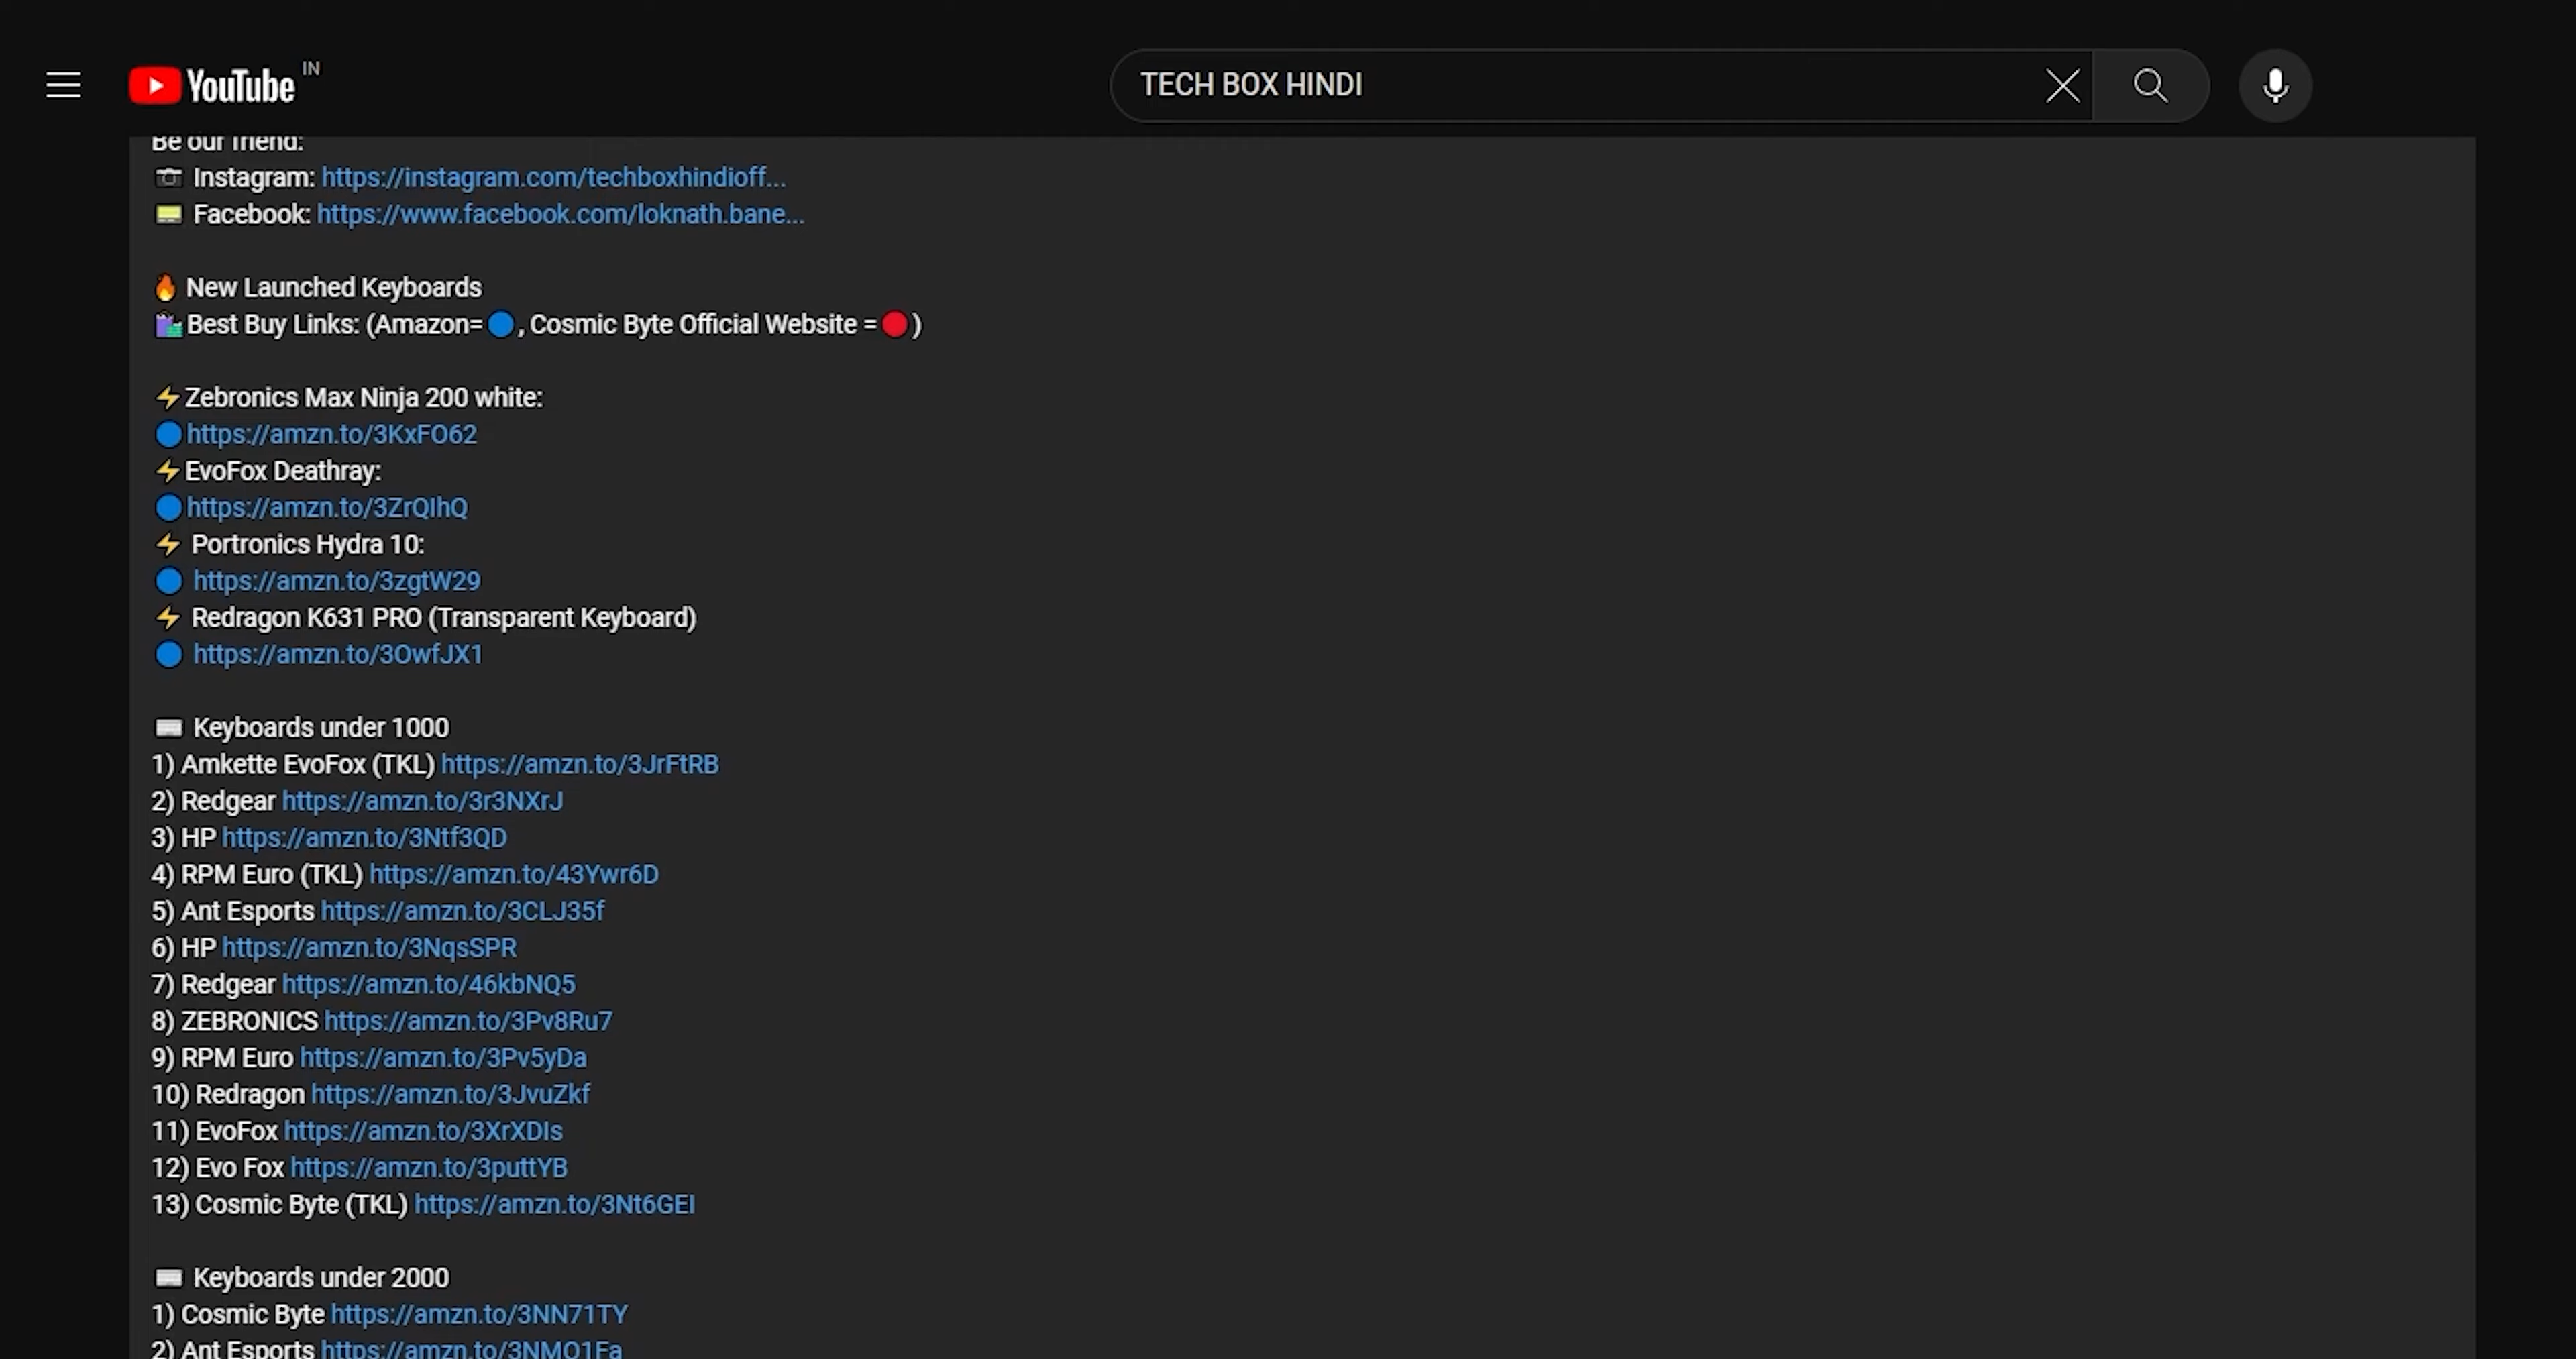 YouTube IN
TECH BOX HINDI
Be our friend:
Instagram: https://instagram.com/techboxhindioff...
Facebook: https://www.facebook.com/loknath.bane...
🔥 New Launched Keyboards
🛍️Best Buy Links: (Amazon=🔵, Cosmic Byte Official Website =🔴)
⚡Zebronics Max Ninja 200 white:
🔵https://amzn.to/3KxFO62
⚡EvoFox Deathray:
🔵https://amzn.to/3ZrQIhQ
⚡ Portronics Hydra 10:
🔵 https://amzn.to/3zgtW29
⚡ Redragon K631 PRO (Transparent Keyboard)
🔵 https://amzn.to/3OwfJX1
Keyboards under 1000
1) Amkette EvoFox (TKL) https://amzn.to/3JrFtRB
2) Redgear https://amzn.to/3r3NXrJ
3) HP https://amzn.to/3Ntf3QD
4) RPM Euro (TKL) https://amzn.to/43Ywr6D
5) Ant Esports https://amzn.to/3CLJ35f
6) HP https://amzn.to/3NqsSPR
7) Redgear https://amzn.to/46kbNQ5
8) ZEBRONICS https://amzn.to/3Pv8Ru7
9) RPM Euro https://amzn.to/3Pv5yDa
10) Redragon https://amzn.to/3JvuZkf
11) EvoFox https://amzn.to/3XrXDIs
12) Evo Fox https://amzn.to/3puttYB
13) Cosmic Byte (TKL) https://amzn.to/3Nt6GEI
Keyboards under 2000
1) Cosmic Byte https://amzn.to/3NN71TY
2) Ant Esports https://amzn.to/3NMO1Fa